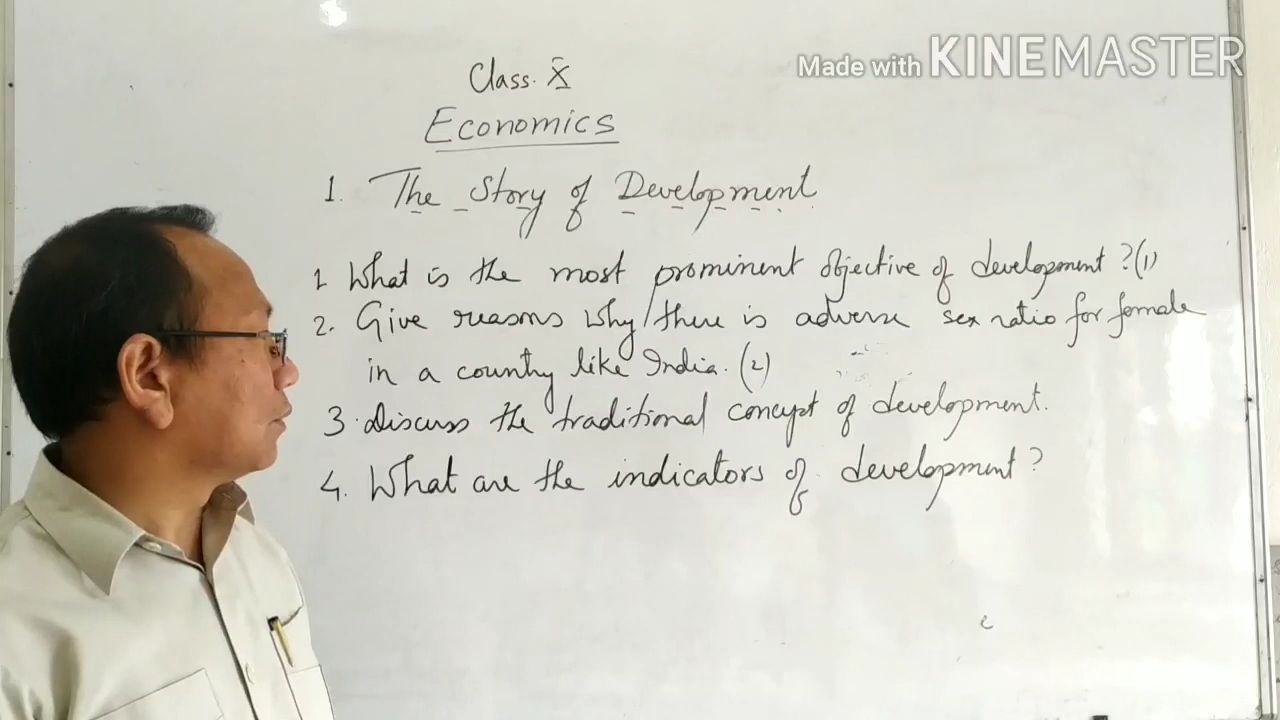 Made with KINEMASTER
Class. X
Economics
1. The Story of Development
1 What is the most prominent objective of development ? (1)
2. Give reasons why there is adverse sex ratio for female
in a country like India. (2)
3. Discuss the traditional concept of development.
4. What are the indicators of development ?